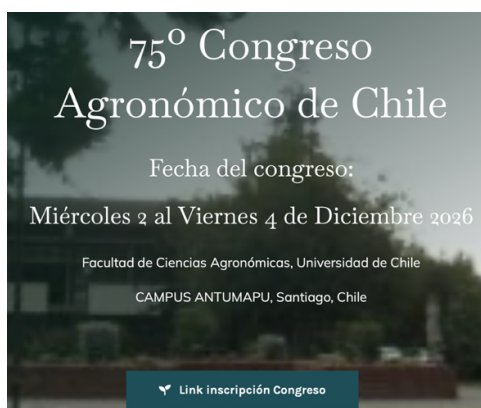 75º Congreso
Agronómico de Chile
Fecha del congreso:
Miércoles 2 al Viernes 4 de Diciembre 2026
Facultad de Ciencias Agronómicas, Universidad de Chile
CAMPUS ANTUMAPU, Santiago, Chile
Link inscripción Congreso